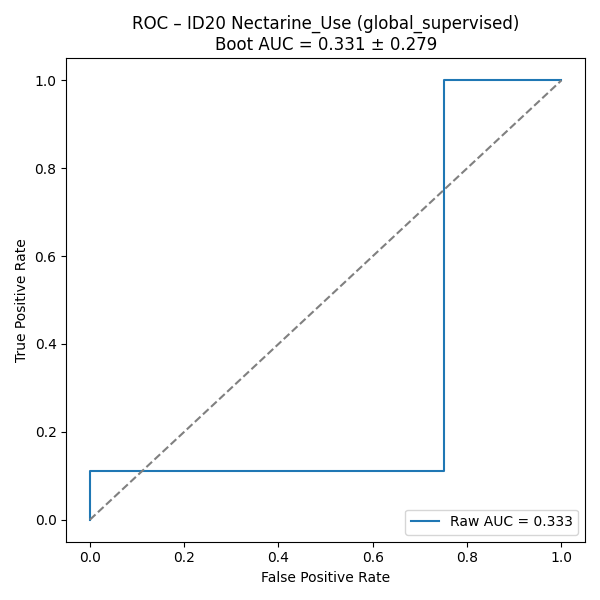 ROC – ID20 Nectarine_Use (global_supervised)
Boot AUC = 0.331 ± 0.279
True Positive Rate
1.0
0.8
0.6
0.4
0.2
0.0
Raw AUC = 0.333
0.0 0.2 0.4 0.6 0.8 1.0
False Positive Rate